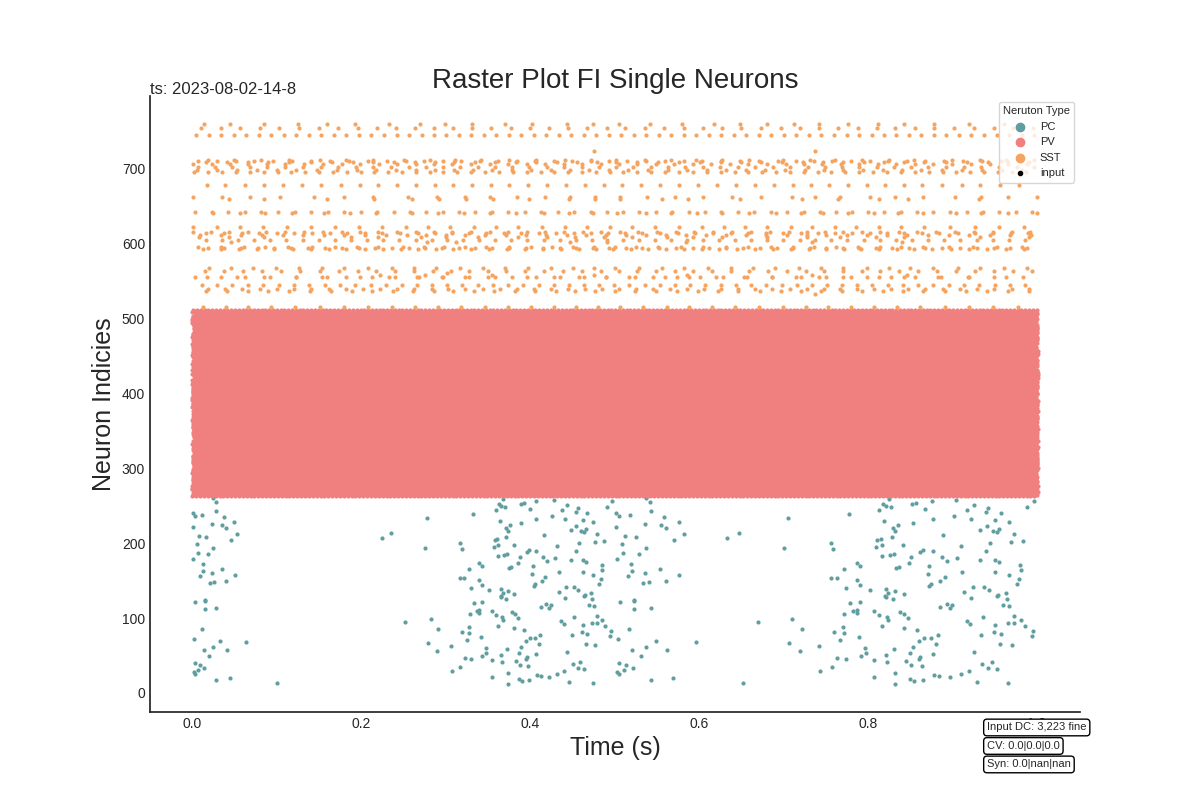 Raster Plot FI Single Neurons
ts: 2023-08-02-14-8
Neruton Type
PC
PV
SST
input
Neuron Indicies
700
600
500
400
300
200
100
0
0.0 0.2 0.4 0.6 0.8
Time (s)
Input DC: 3,223 fine
CV: 0.0|0.0|0.0
Syn: 0.0|nan|nan